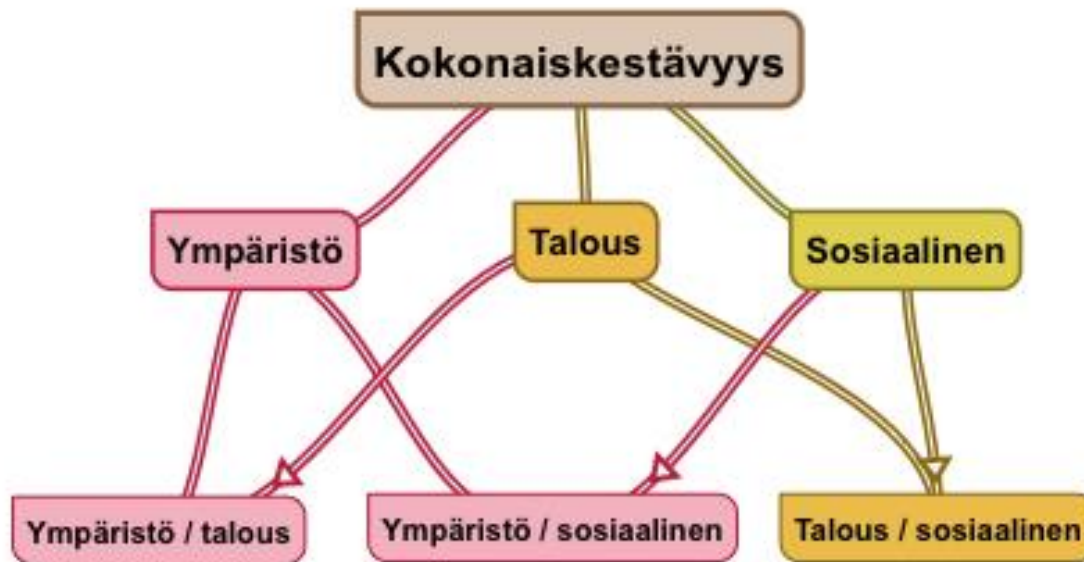 Kokonaiskestävyys
Ympäristö
Talous
Sosiaalinen
Ympäristö / talous
Ympäristö / sosiaalinen
Talous / sosiaalinen